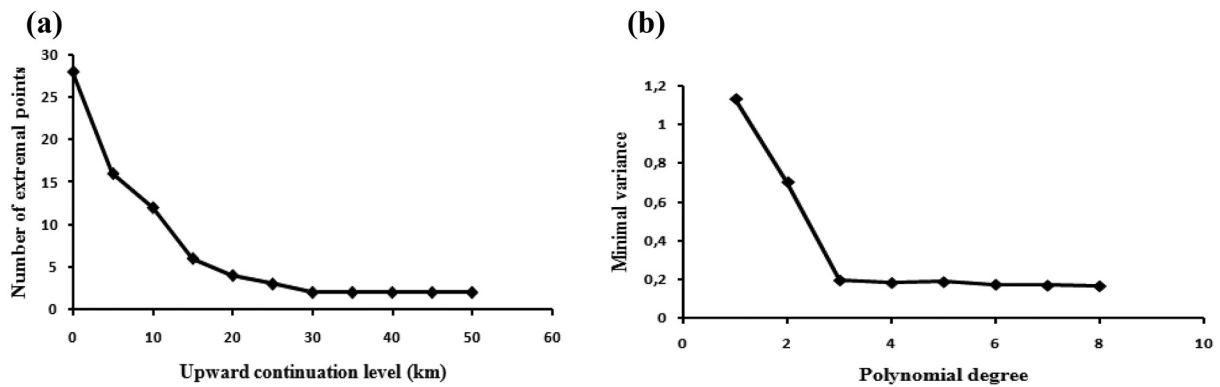 (a)
30
25
20
15
10
5
0
0 10 20 30 40 50 60
Number of extremal points
Upward continuation level (km)
(b)
1,2
1
0,8
0,6
0,4
0,2
0
0 2 4 6 8 10
Minimal variance
Polynomial degree